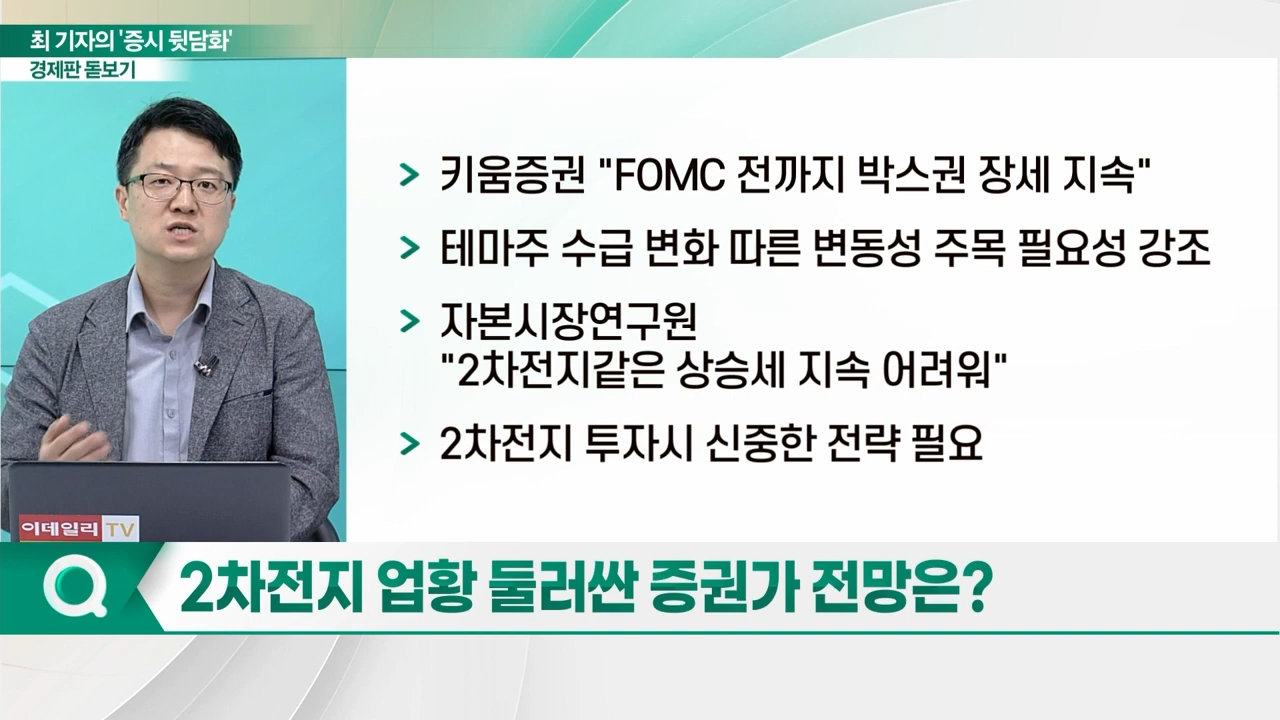 최 기자의 '증시 뒷담화'
경제판 돋보기
> 키움증권 "FOMC 전까지 박스권 장세 지속"
> 테마주 수급 변화 따른 변동성 주목 필요성 강조
> 자본시장연구원
"2차전지같은 상승세 지속 어려워"
> 2차전지 투자시 신중한 전략 필요
이데일리 TV
Q 2차전지 업황 둘러싼 증권가 전망은?